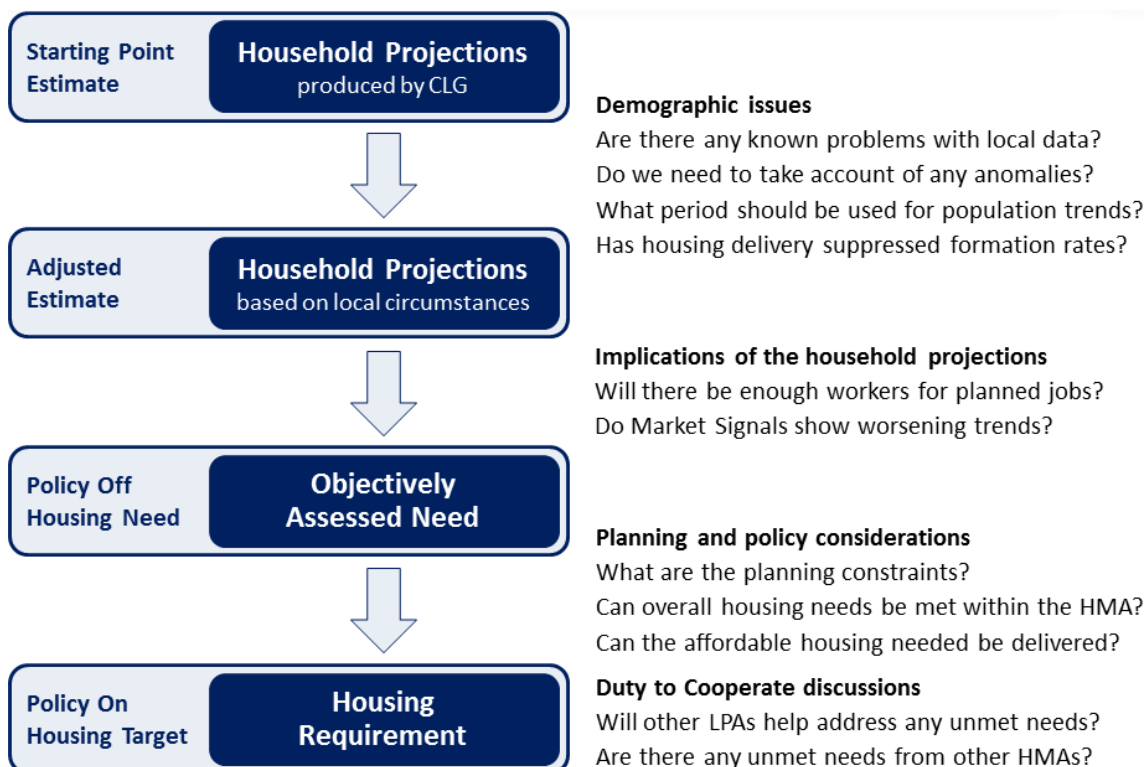 Starting Point
Estimate
Household Projections
produced by CLG
Demographic issues
Are there any known problems with local data?
Do we need to take account of any anomalies?
What period should be used for population trends?
Has housing delivery suppressed formation rates?
Adjusted
Estimate
Household Projections
based on local circumstances
Implications of the household projections
Will there be enough workers for planned jobs?
Do Market Signals show worsening trends?
Policy Off
Housing Need
Objectively
Assessed Need
Planning and policy considerations
What are the planning constraints?
Can overall housing needs be met within the HMA?
Can the affordable housing needed be delivered?
Policy On
Housing Target
Housing
Requirement
Duty to Cooperate discussions
Will other LPAs help address any unmet needs?
Are there any unmet needs from other HMAs?